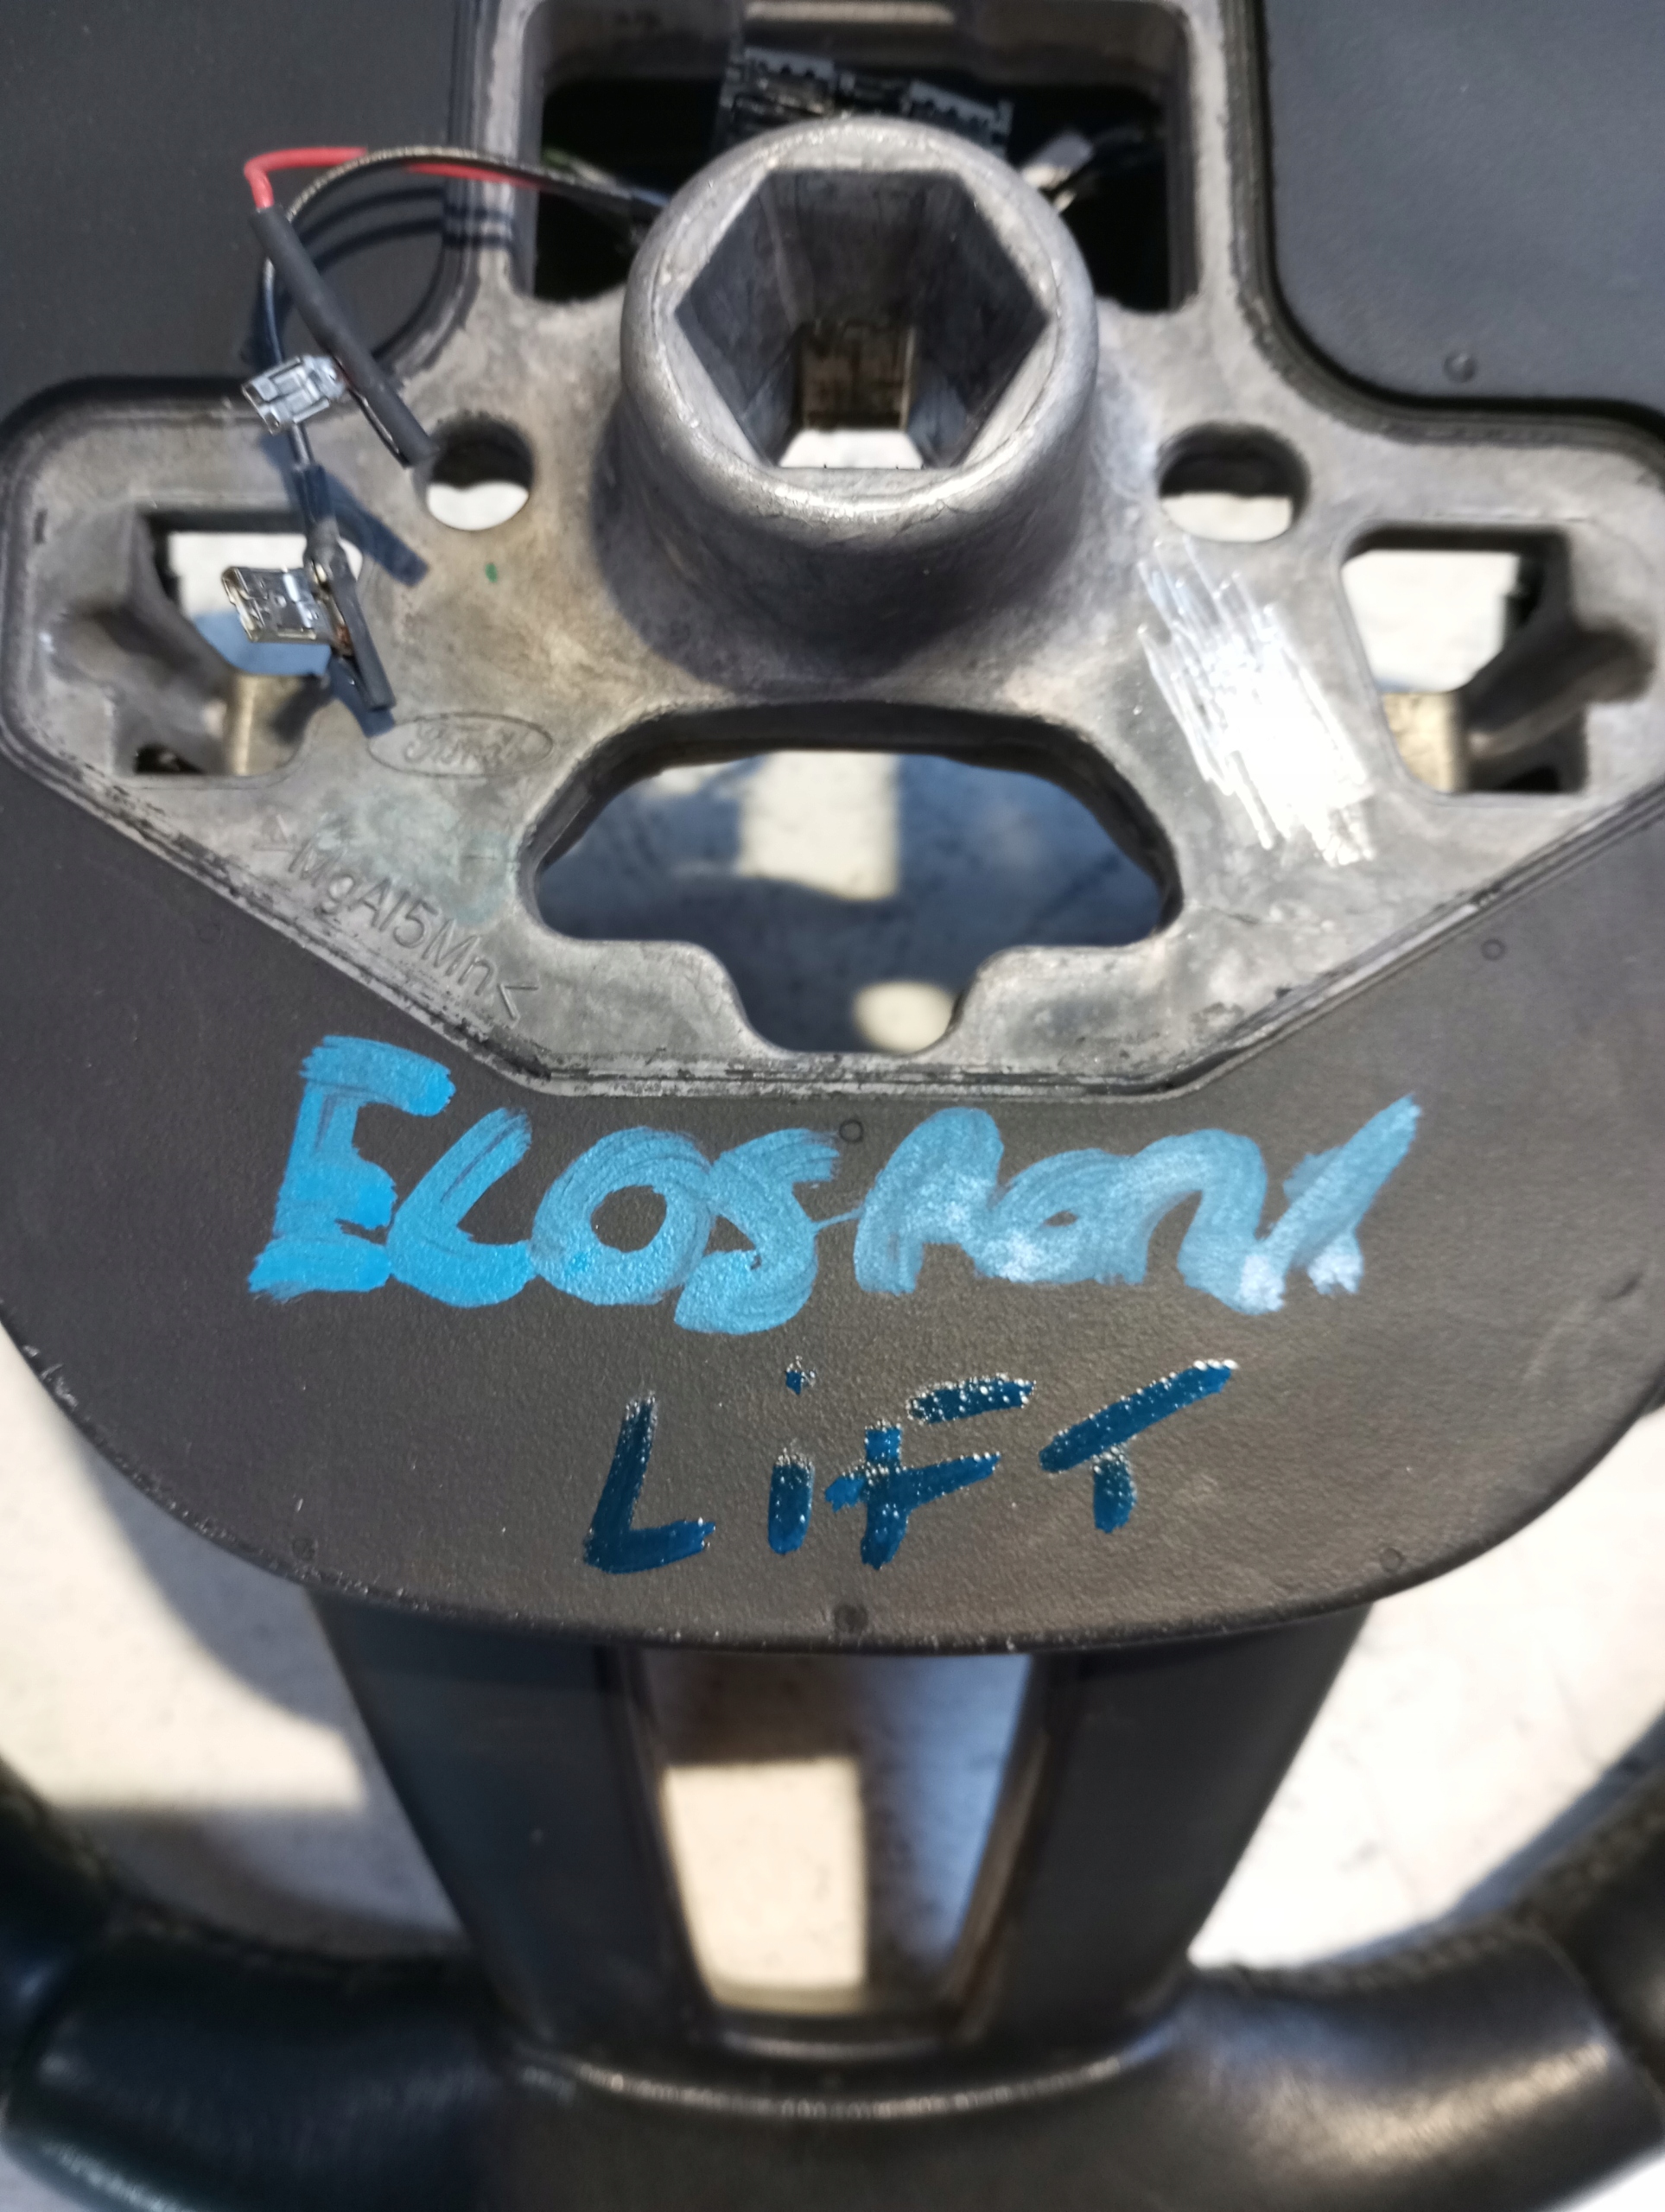 Ford
>MgAl5Mn<
ECOSPORT
LiFT